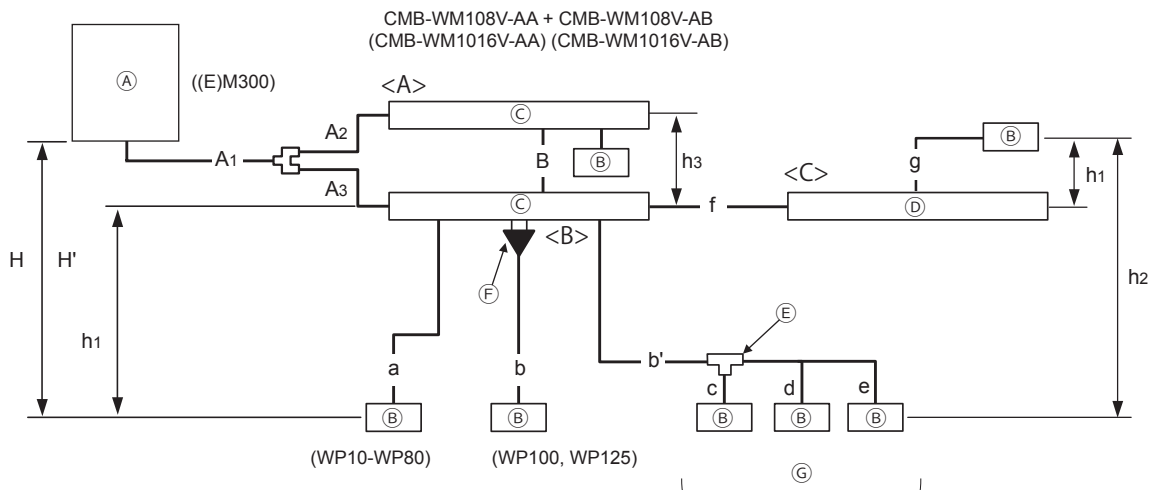 CMB-WM108V-AA + CMB-WM108V-AB
(CMB-WM1016V-AA) (CMB-WM1016V-AB)
Ⓐ
((E)M300)
<A>
Ⓒ
A2
A1
B
Ⓑ
h3
Ⓑ
g
<C>
h1
A3
Ⓒ
f
Ⓓ
<B>
H
H'
Ⓕ
h2
h1
Ⓔ
a
b
b'
c
d
e
Ⓑ
Ⓑ
Ⓑ
Ⓑ
Ⓑ
(WP10-WP80)
(WP100, WP125)
Ⓖ